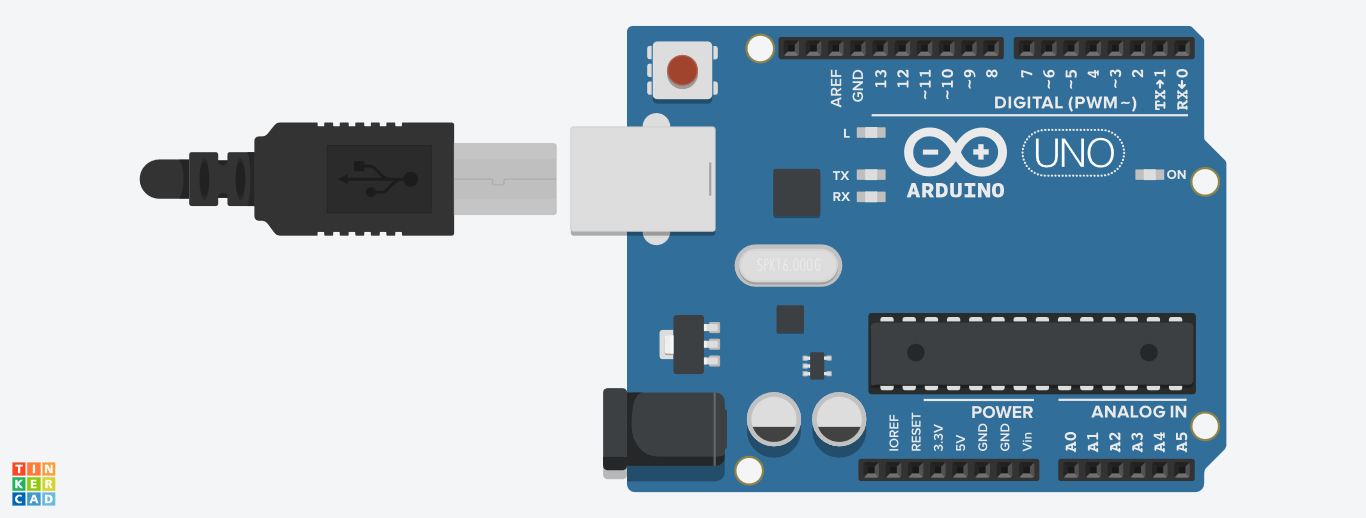 AREF
GND
13
12
~11
~10
~9
8
7
~6
~5
4
~3
2
TX→1
RX←0
DIGITAL (PWM~)
L
TX
RX
UNO
ARDUINO
ON
SPK16.000G
POWER
ANALOG IN
IOREF
RESET
3.3V
5V
GND
GND
Vin
A0
A1
A2
A3
A4
A5
TIN
KER
CAD